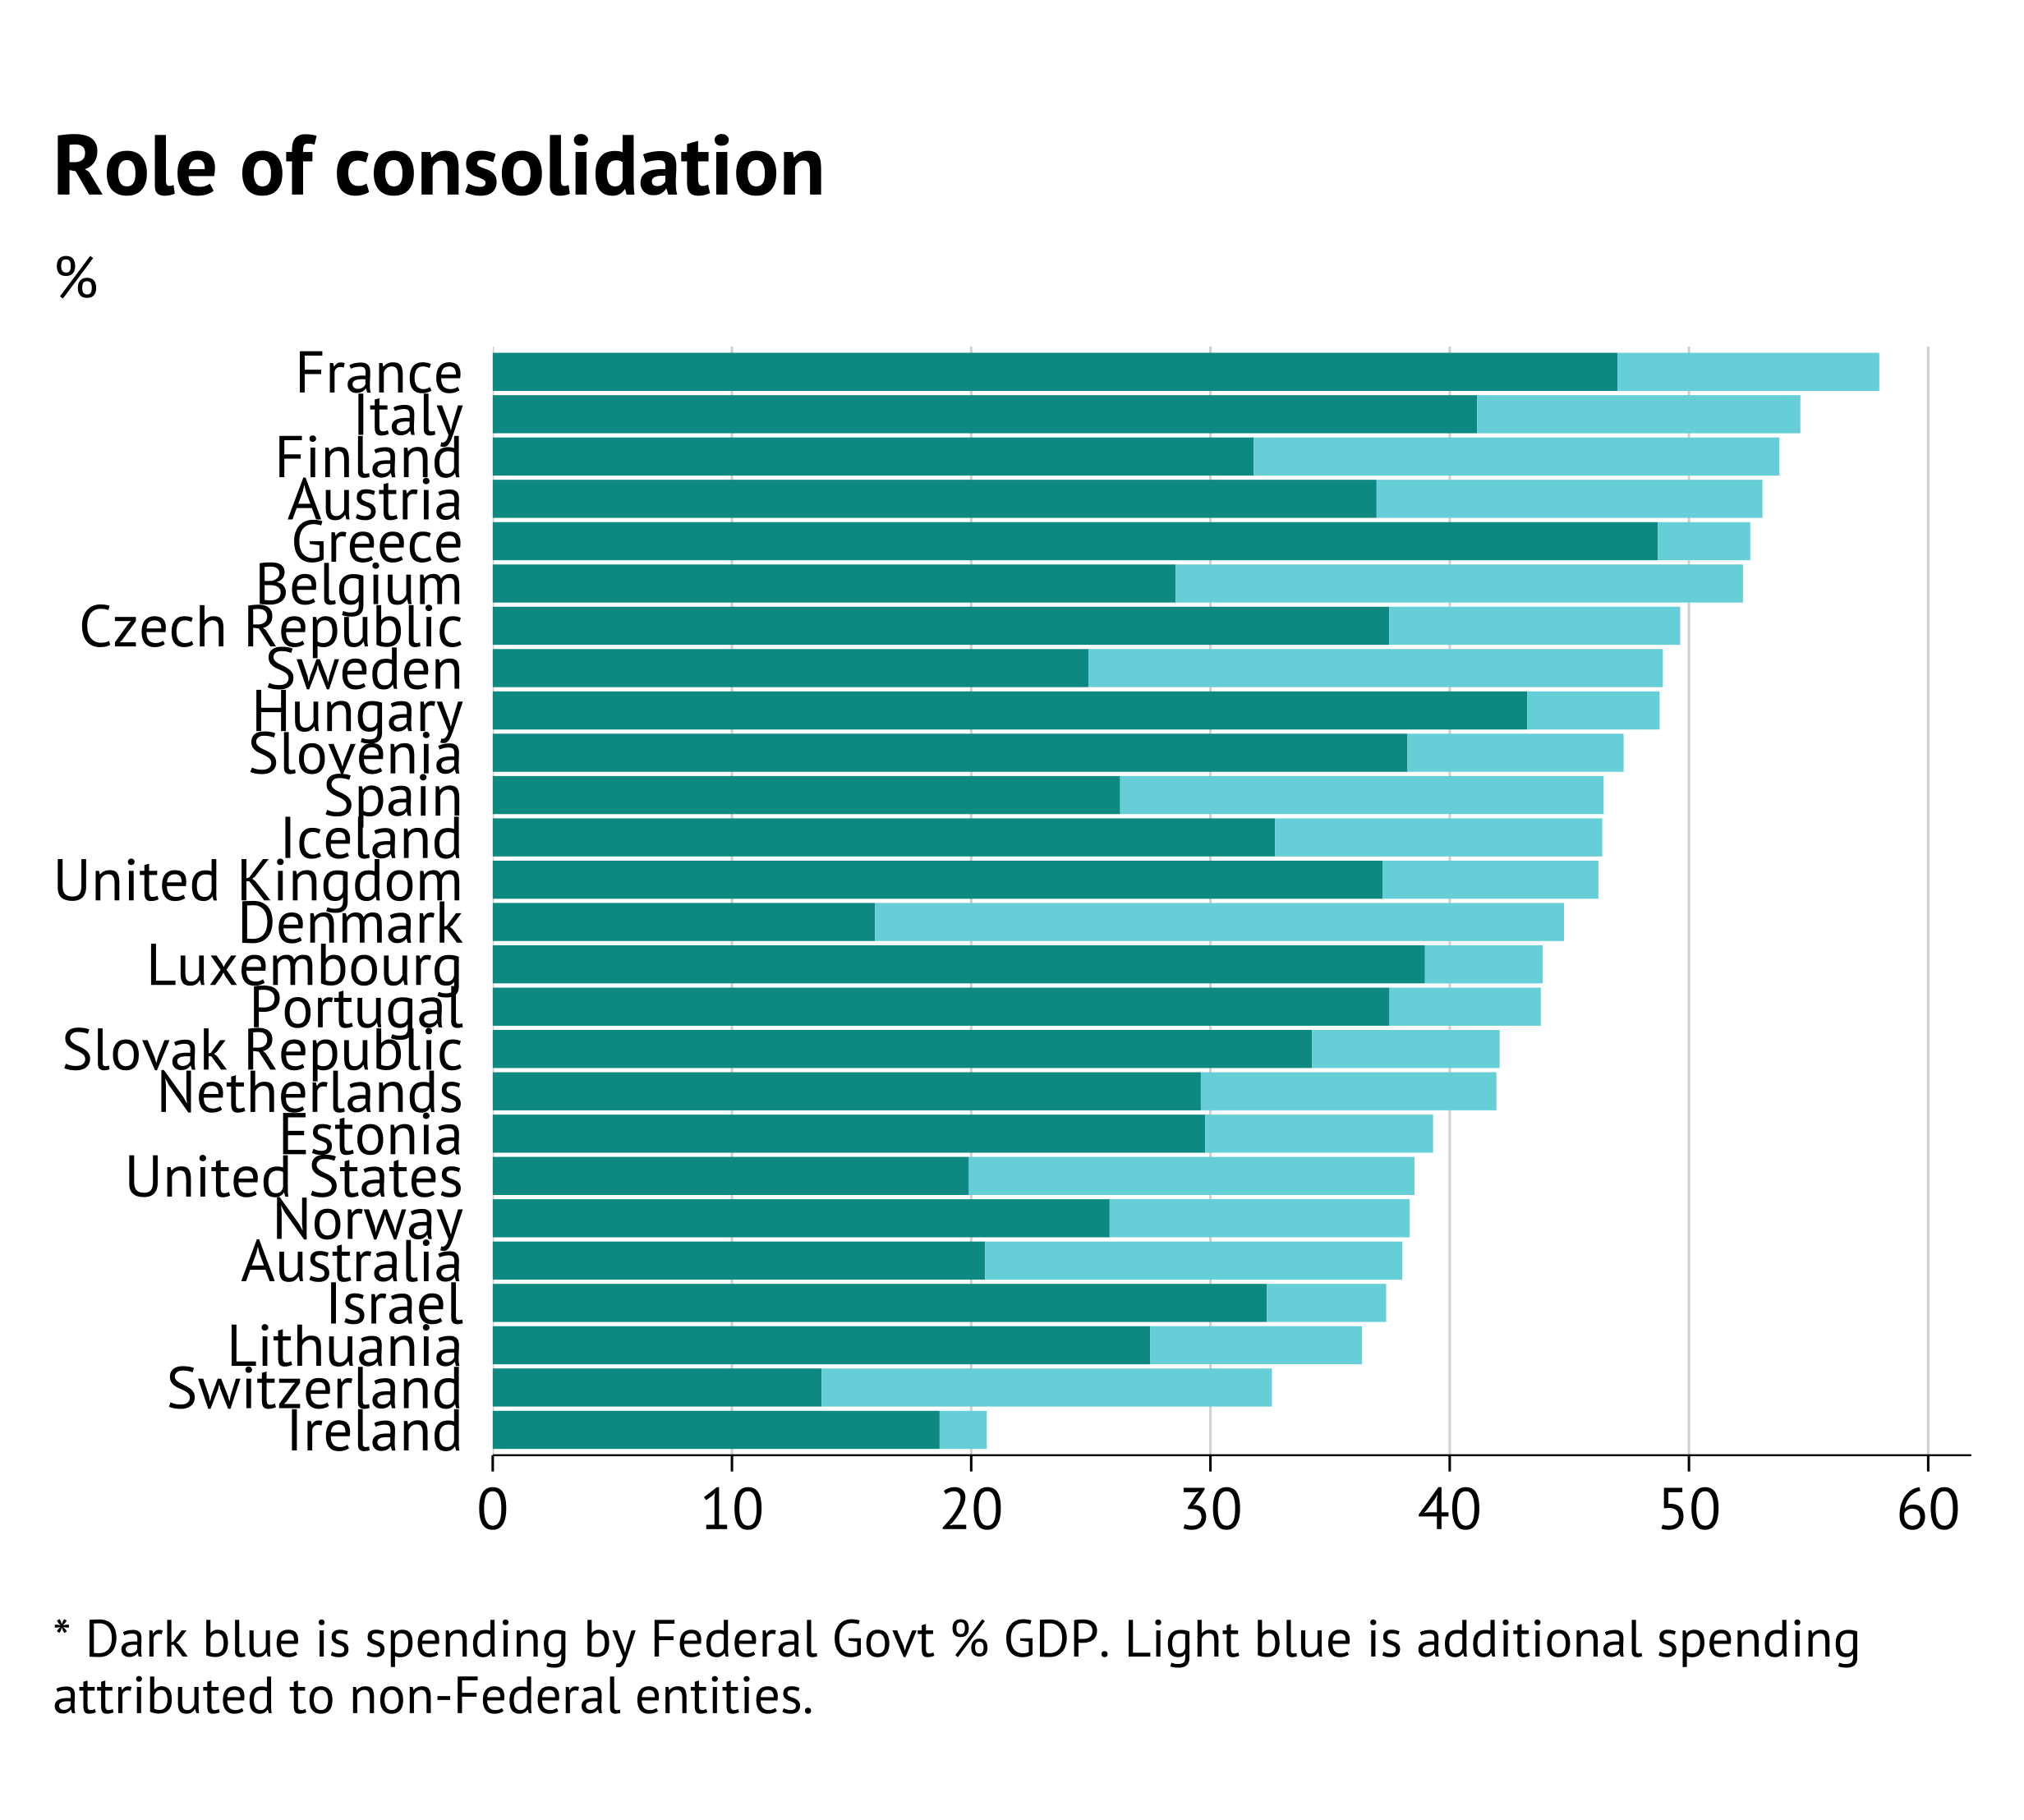 Role of consolidation
%
France
Italy
Finland
Austria
Greece
Belgium
Czech Republic
Sweden
Hungary
Slovenia
Spain
Iceland
United Kingdom
Denmark
Luxembourg
Portugal
Slovak Republic
Netherlands
Estonia
United States
Norway
Australia
Israel
Lithuania
Switzerland
Ireland
0 10 20 30 40 50 60
* Dark blue is spending by Federal Govt % GDP. Light blue is additional spending
attributed to non-Federal entities.